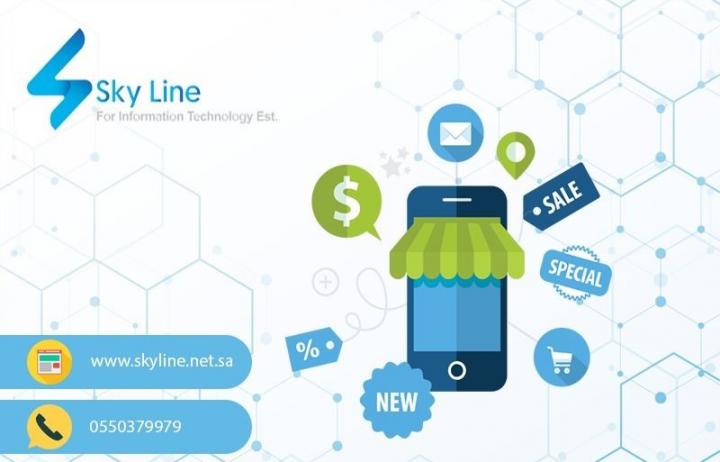 Sky Line
For Information Technology Est.
$
SALE
SPECIAL
%
NEW
www.skyline.net.sa
0550379979